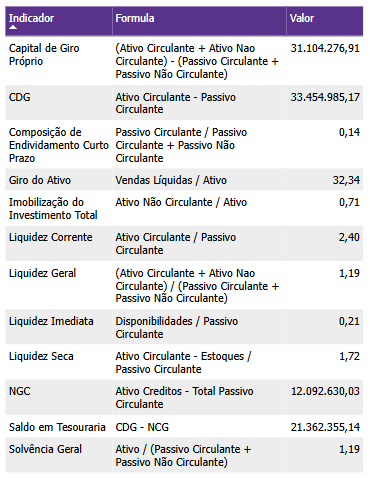 Indicador Formula Valor
Capital de Giro (Ativo Circulante + Ativo Nao 31.104.276,91
Próprio Circulante) - (Passivo Circulante +
Passivo Não Circulante)
CDG Ativo Circulante - Passivo 33.454.985,17
Circulante
Composição de Passivo Circulante / Passivo 0,14
Endividamento Curto Circulante + Passivo Não
Prazo Circulante
Giro do Ativo Vendas Líquidas / Ativo 32,34
Imobilização do Ativo Não Circulante / Ativo 0,71
Investimento Total
Liquidez Corrente Ativo Circulante / Passivo 2,40
Circulante
Liquidez Geral (Ativo Circulante + Ativo Nao 1,19
Circulante) / (Passivo Circulante +
Passivo Não Circulante)
Liquidez Imediata Disponibilidades / Passivo 0,21
Circulante
Liquidez Seca Ativo Circulante - Estoques / 1,72
Passivo Circulante
NGC Ativo Creditos - Total Passivo 12.092.630,03
Circulante
Saldo em Tesouraria CDG - NCG 21.362.355,14
Solvência Geral Ativo / (Passivo Circulante + 1,19
Passivo Não Circulante)